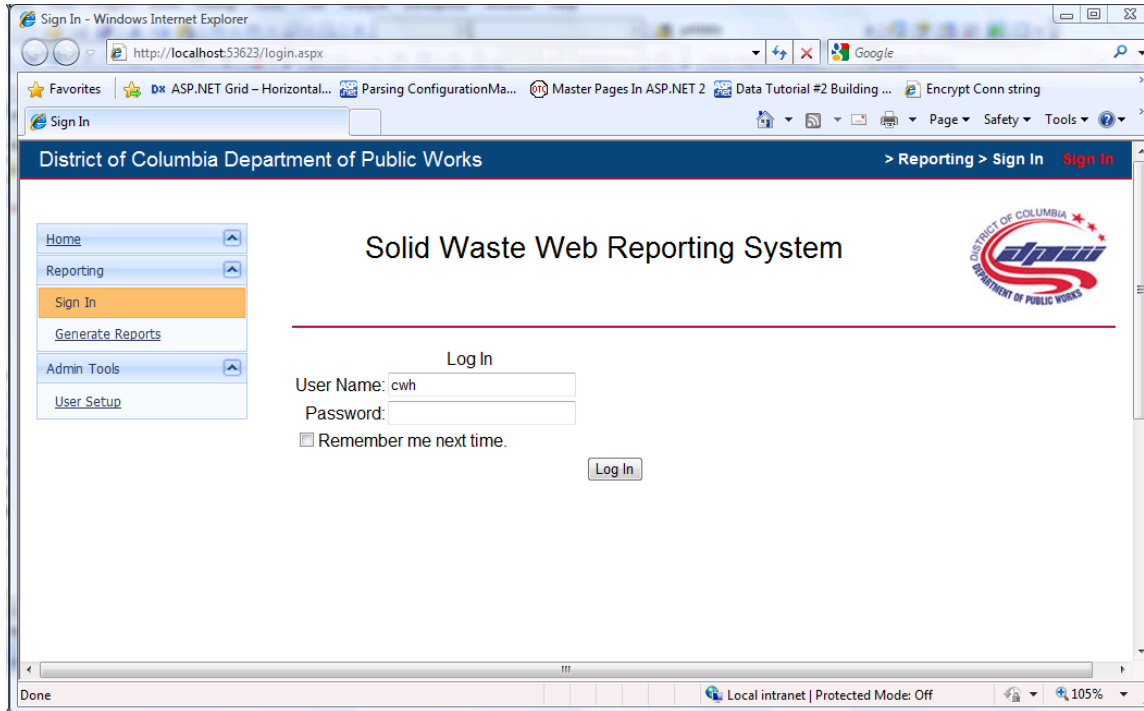 Sign In - Windows Internet Explorer
http://localhost:53623/login.aspx
Google
Favorites DX ASP.NET Grid – Horizontal... Parsing ConfigurationMa... OTC Master Pages In ASP.NET 2 Data Tutorial #2 Building ... Encrypt Conn string
Sign In
Page Safety Tools
District of Columbia Department of Public Works
> Reporting > Sign In Sign In
Home
Reporting
Sign In
Generate Reports
Admin Tools
User Setup
Solid Waste Web Reporting System
DISTRICT OF COLUMBIA
dpw
DEPARTMENT OF PUBLIC WORKS
Log In
User Name: cwh
Password:
Remember me next time.
Log In
Done
Local intranet | Protected Mode: Off
105%